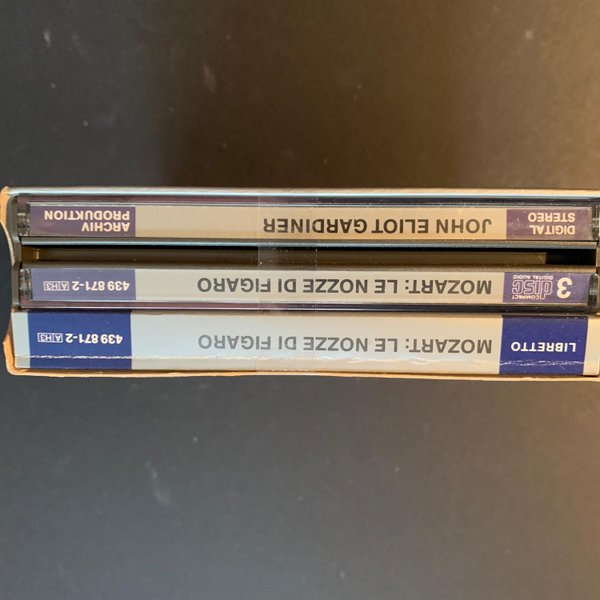 LIBRETTO MOZART: LE NOZZE DI FIGARO 439 871-2 AH3
3 COMPACT disc DIGITAL AUDIO MOZART: LE NOZZE DI FIGARO 439 871-2 AH3
DIGITAL STEREO JOHN ELIOT GARDINER ARCHIV PRODUKTION